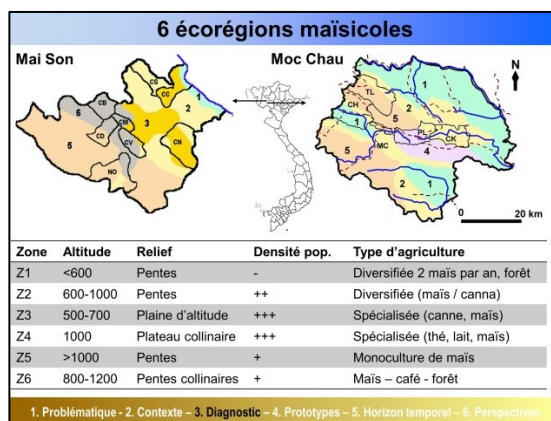 6 écorégions maïsicoles
Mai Son
Moc Chau
N
CS
CC
1
2
CB
6
CM
3
CD
CV
CN
5
NO
1
TL
2
CH
5
1
PL
CK
MC
4
5
2
1
0 20 km
Zone Altitude Relief Densité pop. Type d'agriculture
Z1 <600 Pentes - Diversifiée 2 maïs par an, forêt
Z2 600-1000 Pentes ++ Diversifiée (maïs / canna)
Z3 500-700 Plaine d'altitude +++ Spécialisée (canne, maïs)
Z4 1000 Plateau collinaire +++ Spécialisée (thé, lait, maïs)
Z5 >1000 Pentes + Monoculture de maïs
Z6 800-1200 Pentes collinaires + Maïs – café - forêt
1. Problématique - 2. Contexte – 3. Diagnostic – 4. Prototypes – 5. Horizon temporel – 6. Perspectives